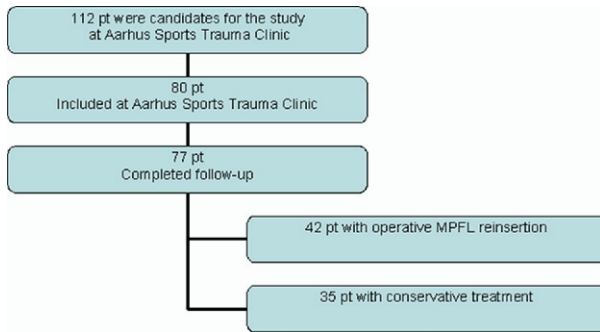 112 pt were candidates for the study
at Aarhus Sports Trauma Clinic
80 pt
Included at Aarhus Sports Trauma Clinic
77 pt
Completed follow-up
42 pt with operative MPFL reinsertion
35 pt with conservative treatment